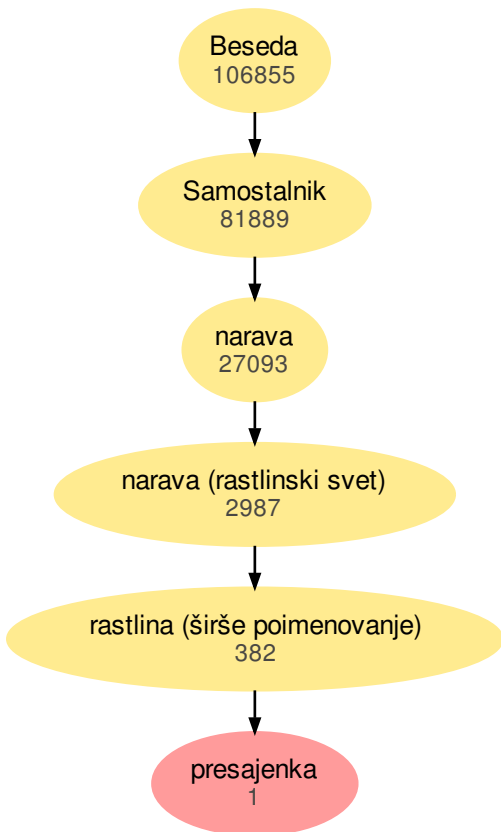 Beseda
106855
Samostalnik
81889
narava
27093
narava (rastlinski svet)
2987
rastlina (širše poimenovanje)
382
presajenka
1